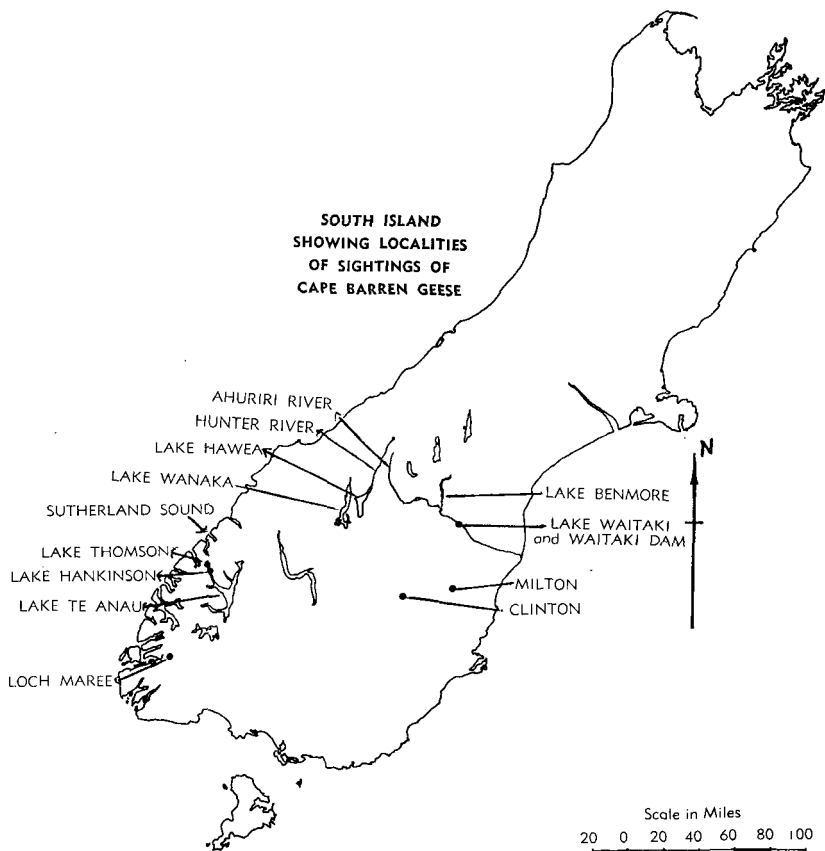 SOUTH ISLAND
SHOWING LOCALITIES
OF SIGHTINGS OF
CAPE BARREN GEESE
AHURIRI RIVER
HUNTER RIVER
LAKE HAWEA
LAKE WANAKA
SUTHERLAND SOUND
LAKE THOMSON
LAKE HANKINSON
LAKE TE ANAU
LOCH MAREE
N
LAKE BENMORE
LAKE WAITAKI
and WAITAKI DAM
MILTON
CLINTON
Scale in Miles
20 0 20 40 60 80 100